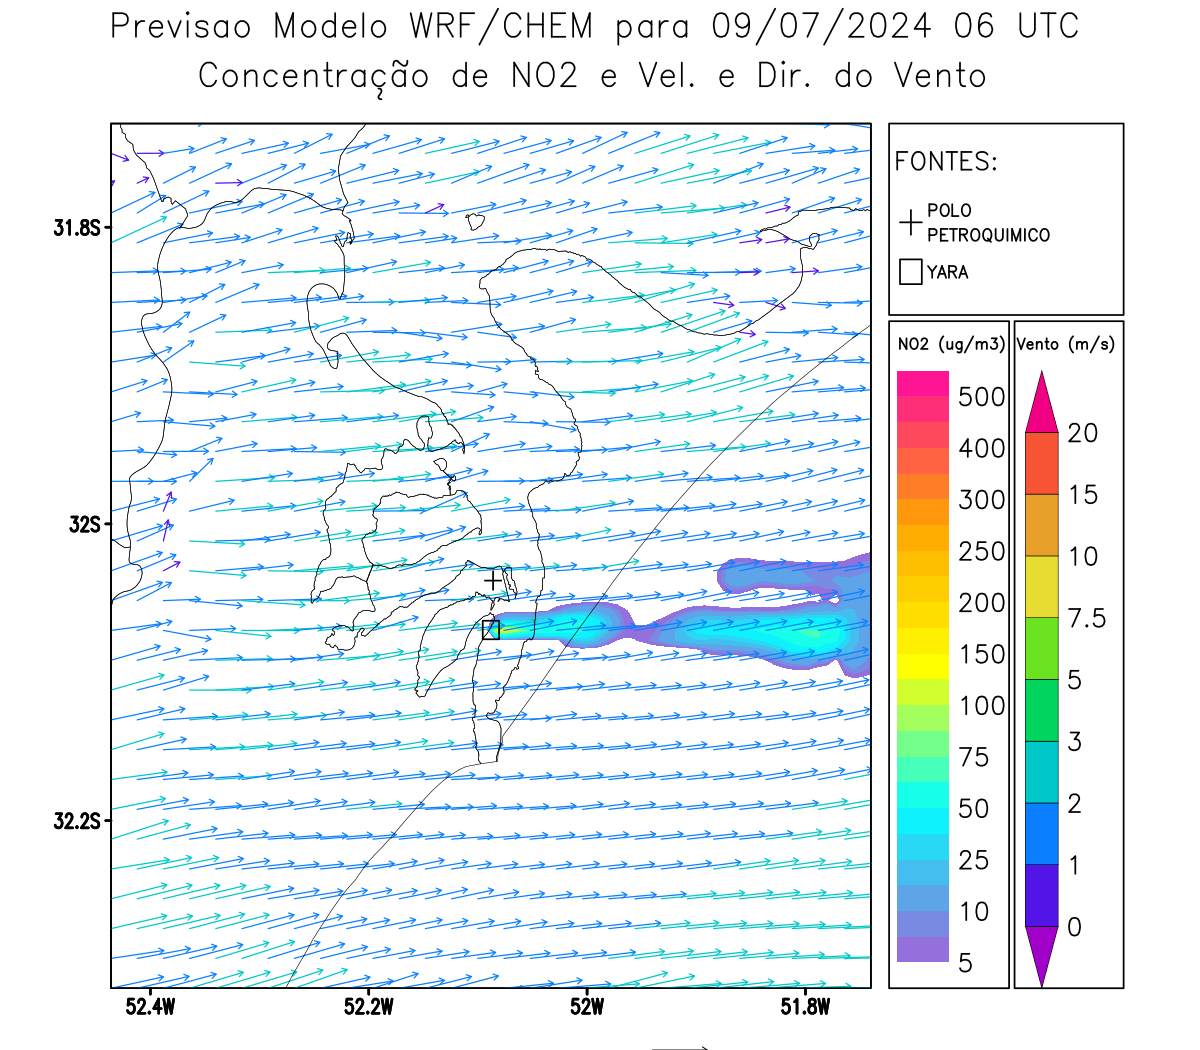 Previsao Modelo WRF/CHEM para 09/07/2024 06 UTC
Concentração de NO2 e Vel. e Dir. do Vento
FONTES:
POLO
PETROQUIMICO
YARA
NO2 (ug/m3)
500
400
300
250
200
150
100
75
50
25
10
5
Vento (m/s)
20
15
10
7.5
5
3
2
1
0
31.8S
32S
32.2S
52.4W
52.2W
52W
51.8W